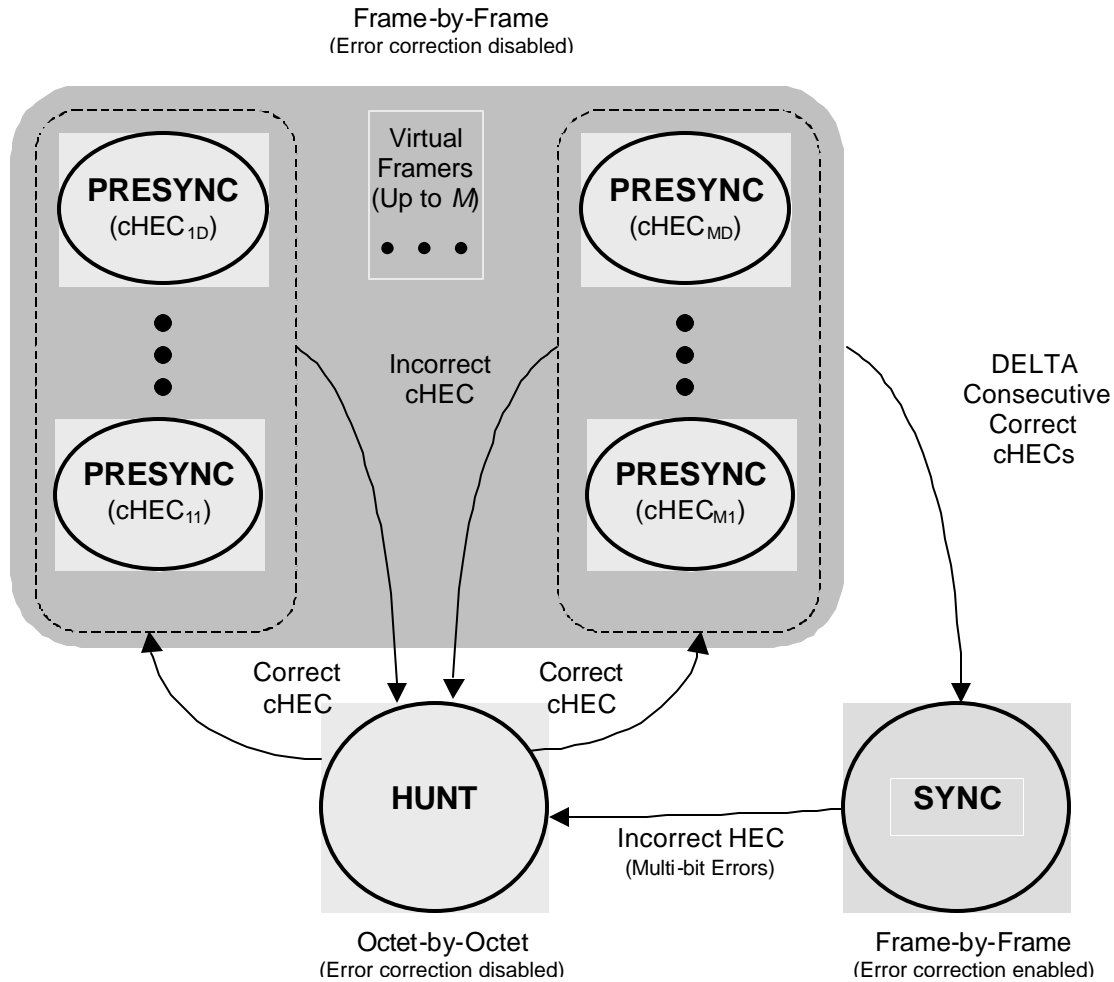 Frame-by-Frame
(Error correction disabled)
Virtual
Framers
(Up to M)
PRESYNC
(cHEC1D)
PRESYNC
(cHECMD)
Incorrect
cHEC
DELTA
Consecutive
Correct
cHECs
PRESYNC
(cHEC11)
PRESYNC
(cHECM1)
Correct
cHEC
Correct
cHEC
HUNT
SYNC
Incorrect HEC
(Multi-bit Errors)
Octet-by-Octet
(Error correction disabled)
Frame-by-Frame
(Error correction enabled)